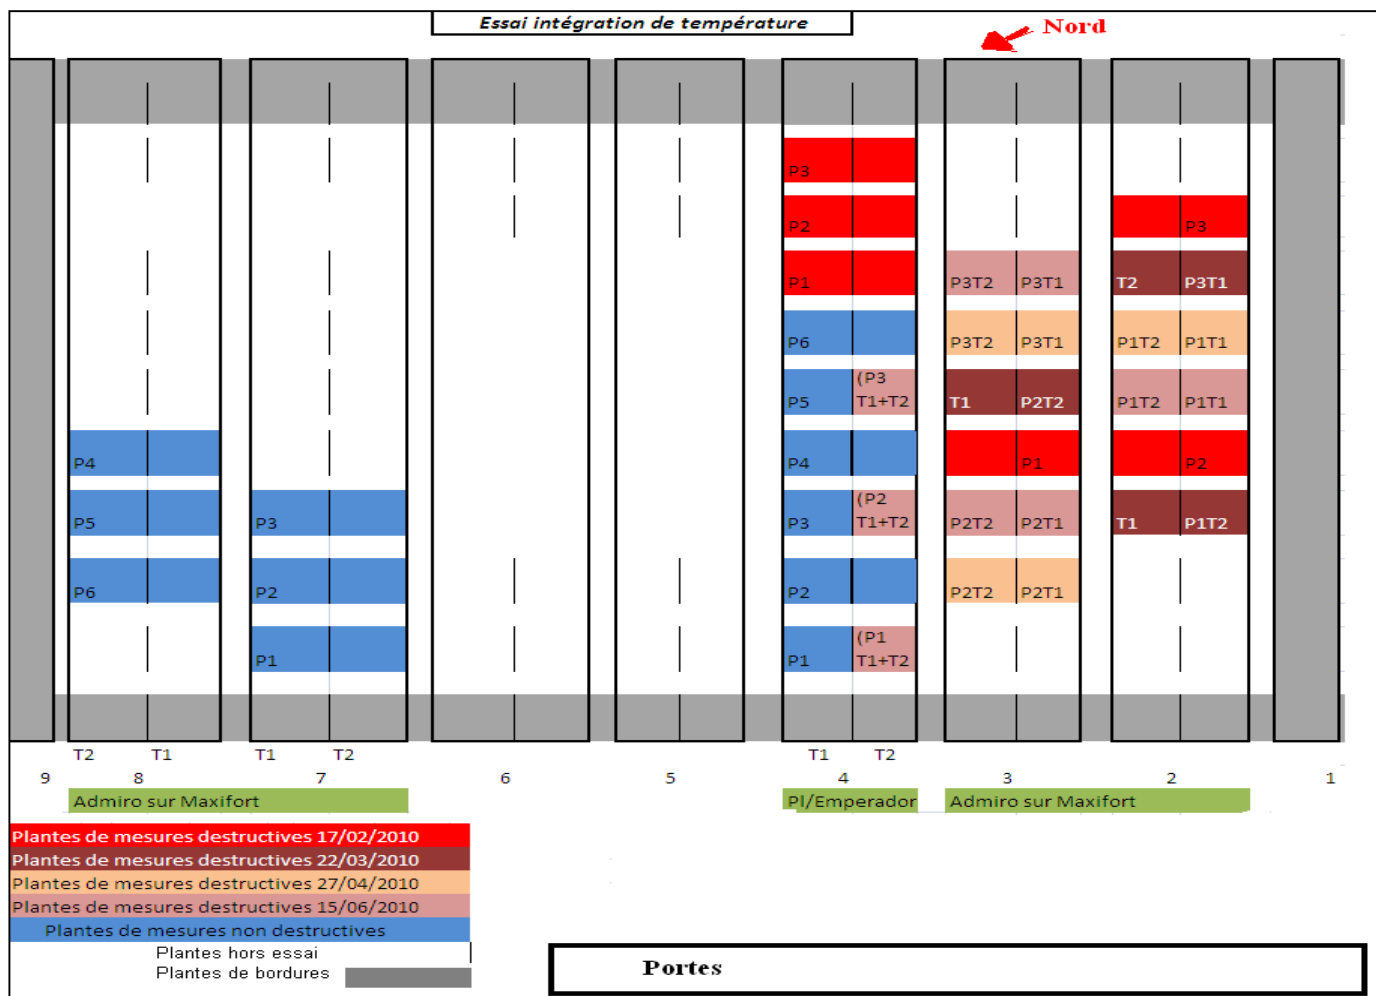 Essai intégration de température
Nord
P3
P2 P3
P1 P3T2 P3T1 T2 P3T1
P6 P3T2 P3T1 P1T2 P1T1
P5 (P3 T1+T2 T1 P2T2 P1T2 P1T1
P4 P4 P1 P2
P5 P3 P3 (P2 T1+T2 P2T2 P2T1 T1 P1T2
P6 P2 P2 P2T2 P2T1
P1 P1 (P1 T1+T2
T2 T1 T1 T2 T1 T2
9 8 7 6 5 4 3 2 1
Admiro sur Maxifort Pl/Emperador Admiro sur Maxifort
Plantes de mesures destructives 17/02/2010
Plantes de mesures destructives 22/03/2010
Plantes de mesures destructives 27/04/2010
Plantes de mesures destructives 15/06/2010
Plantes de mesures non destructives
Plantes hors essai
Plantes de bordures
Portes